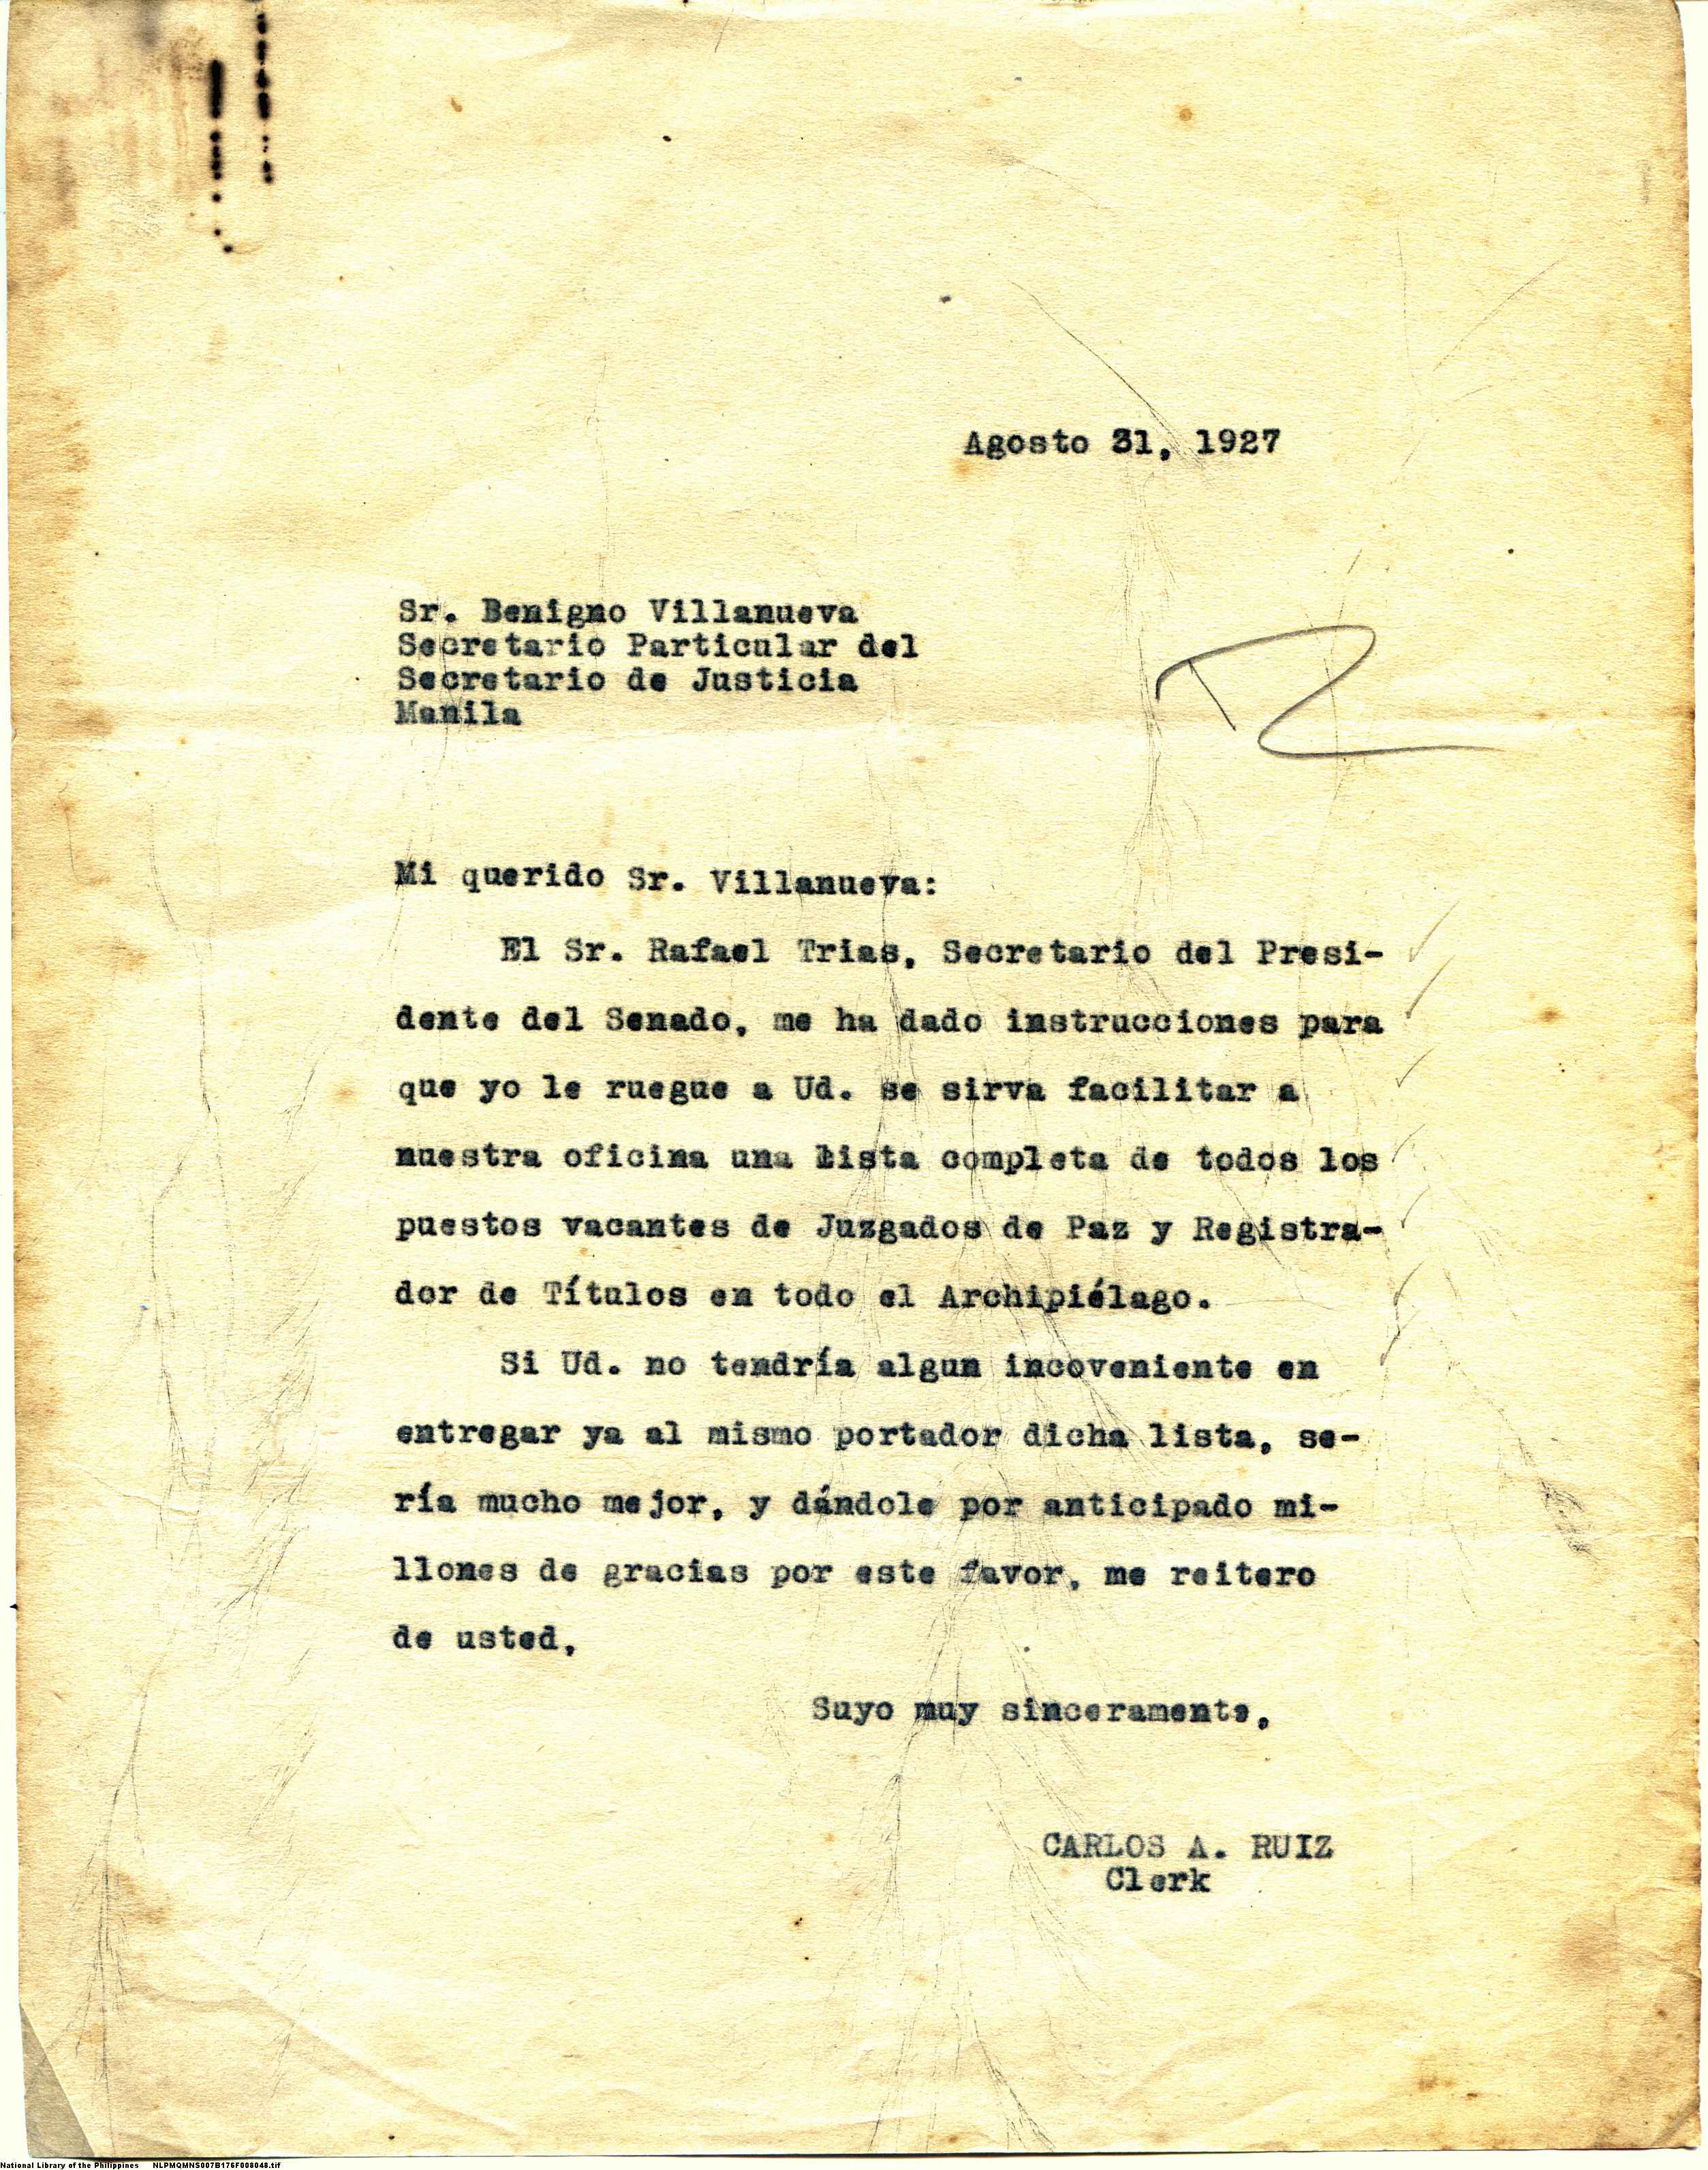 Agosto 31, 1927
Sr. Benigno Villanueva
Secretario Particular del
Secretario de Justicia
Manila
Mi querido Sr. Villanueva:
El Sr. Rafael Trias, Secretario del Presi-
dente del Senado, me ha dado instrucciones para
que yo le ruegue a Ud. se sirva facilitar a
nuestra oficina una lista completa de todos los
puestos vacantes de Juzgados de Paz y Registra-
dor de Títulos en todo el Archipiélago.
Si Ud. no tendría algun incoveniente en
entregar ya al mismo portador dicha lista, se-
ría mucho mejor, y dándole por anticipado mi-
llones de gracias por este favor, me reitero
de usted,
Suyo muy sinceramente,
CARLOS A. RUIZ
Clerk
National Library of the Philippines NLPMQMNS007B176F008048.tif